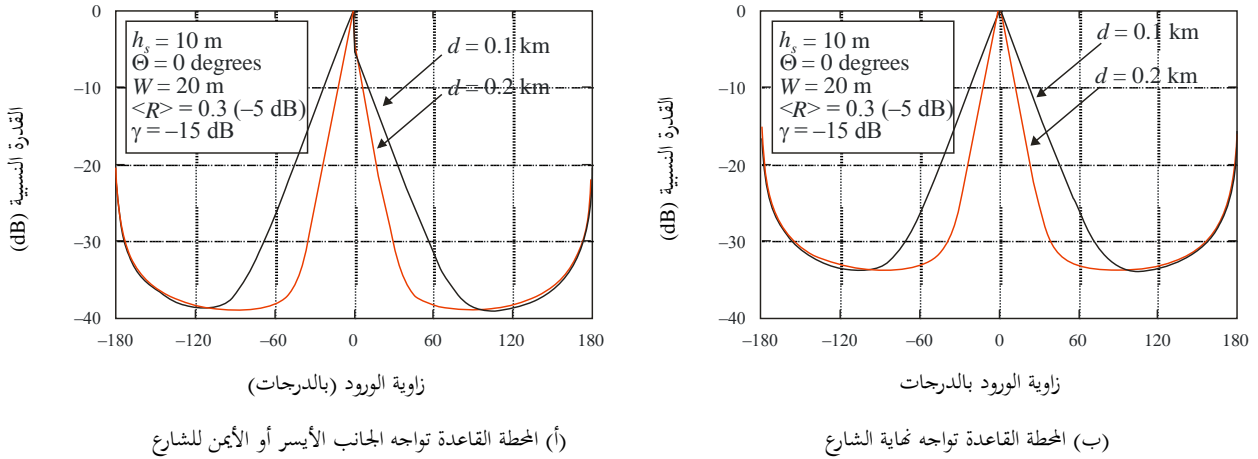 القدرة النسبية (dB)
0
–10
–20
–30
–40
h_s = 10 m
Θ = 0 degrees
W = 20 m
<R> = 0.3 (–5 dB)
γ = –15 dB
d = 0.1 km
d = 0.2 km
–180
–120
–60
0
60
120
180
زاوية الورود (بالدرجات)
(أ) المحطة القاعدة تواجه الجانب الأيسر أو الأيمن للشارع
القدرة النسبية (dB)
0
–10
–20
–30
–40
h_s = 10 m
Θ = 0 degrees
W = 20 m
<R> = 0.3 (–5 dB)
γ = –15 dB
d = 0.1 km
d = 0.2 km
–180
–120
–60
0
60
120
180
زاوية الورود بالدرجات
(ب) المحطة القاعدة تواجه نهاية الشارع